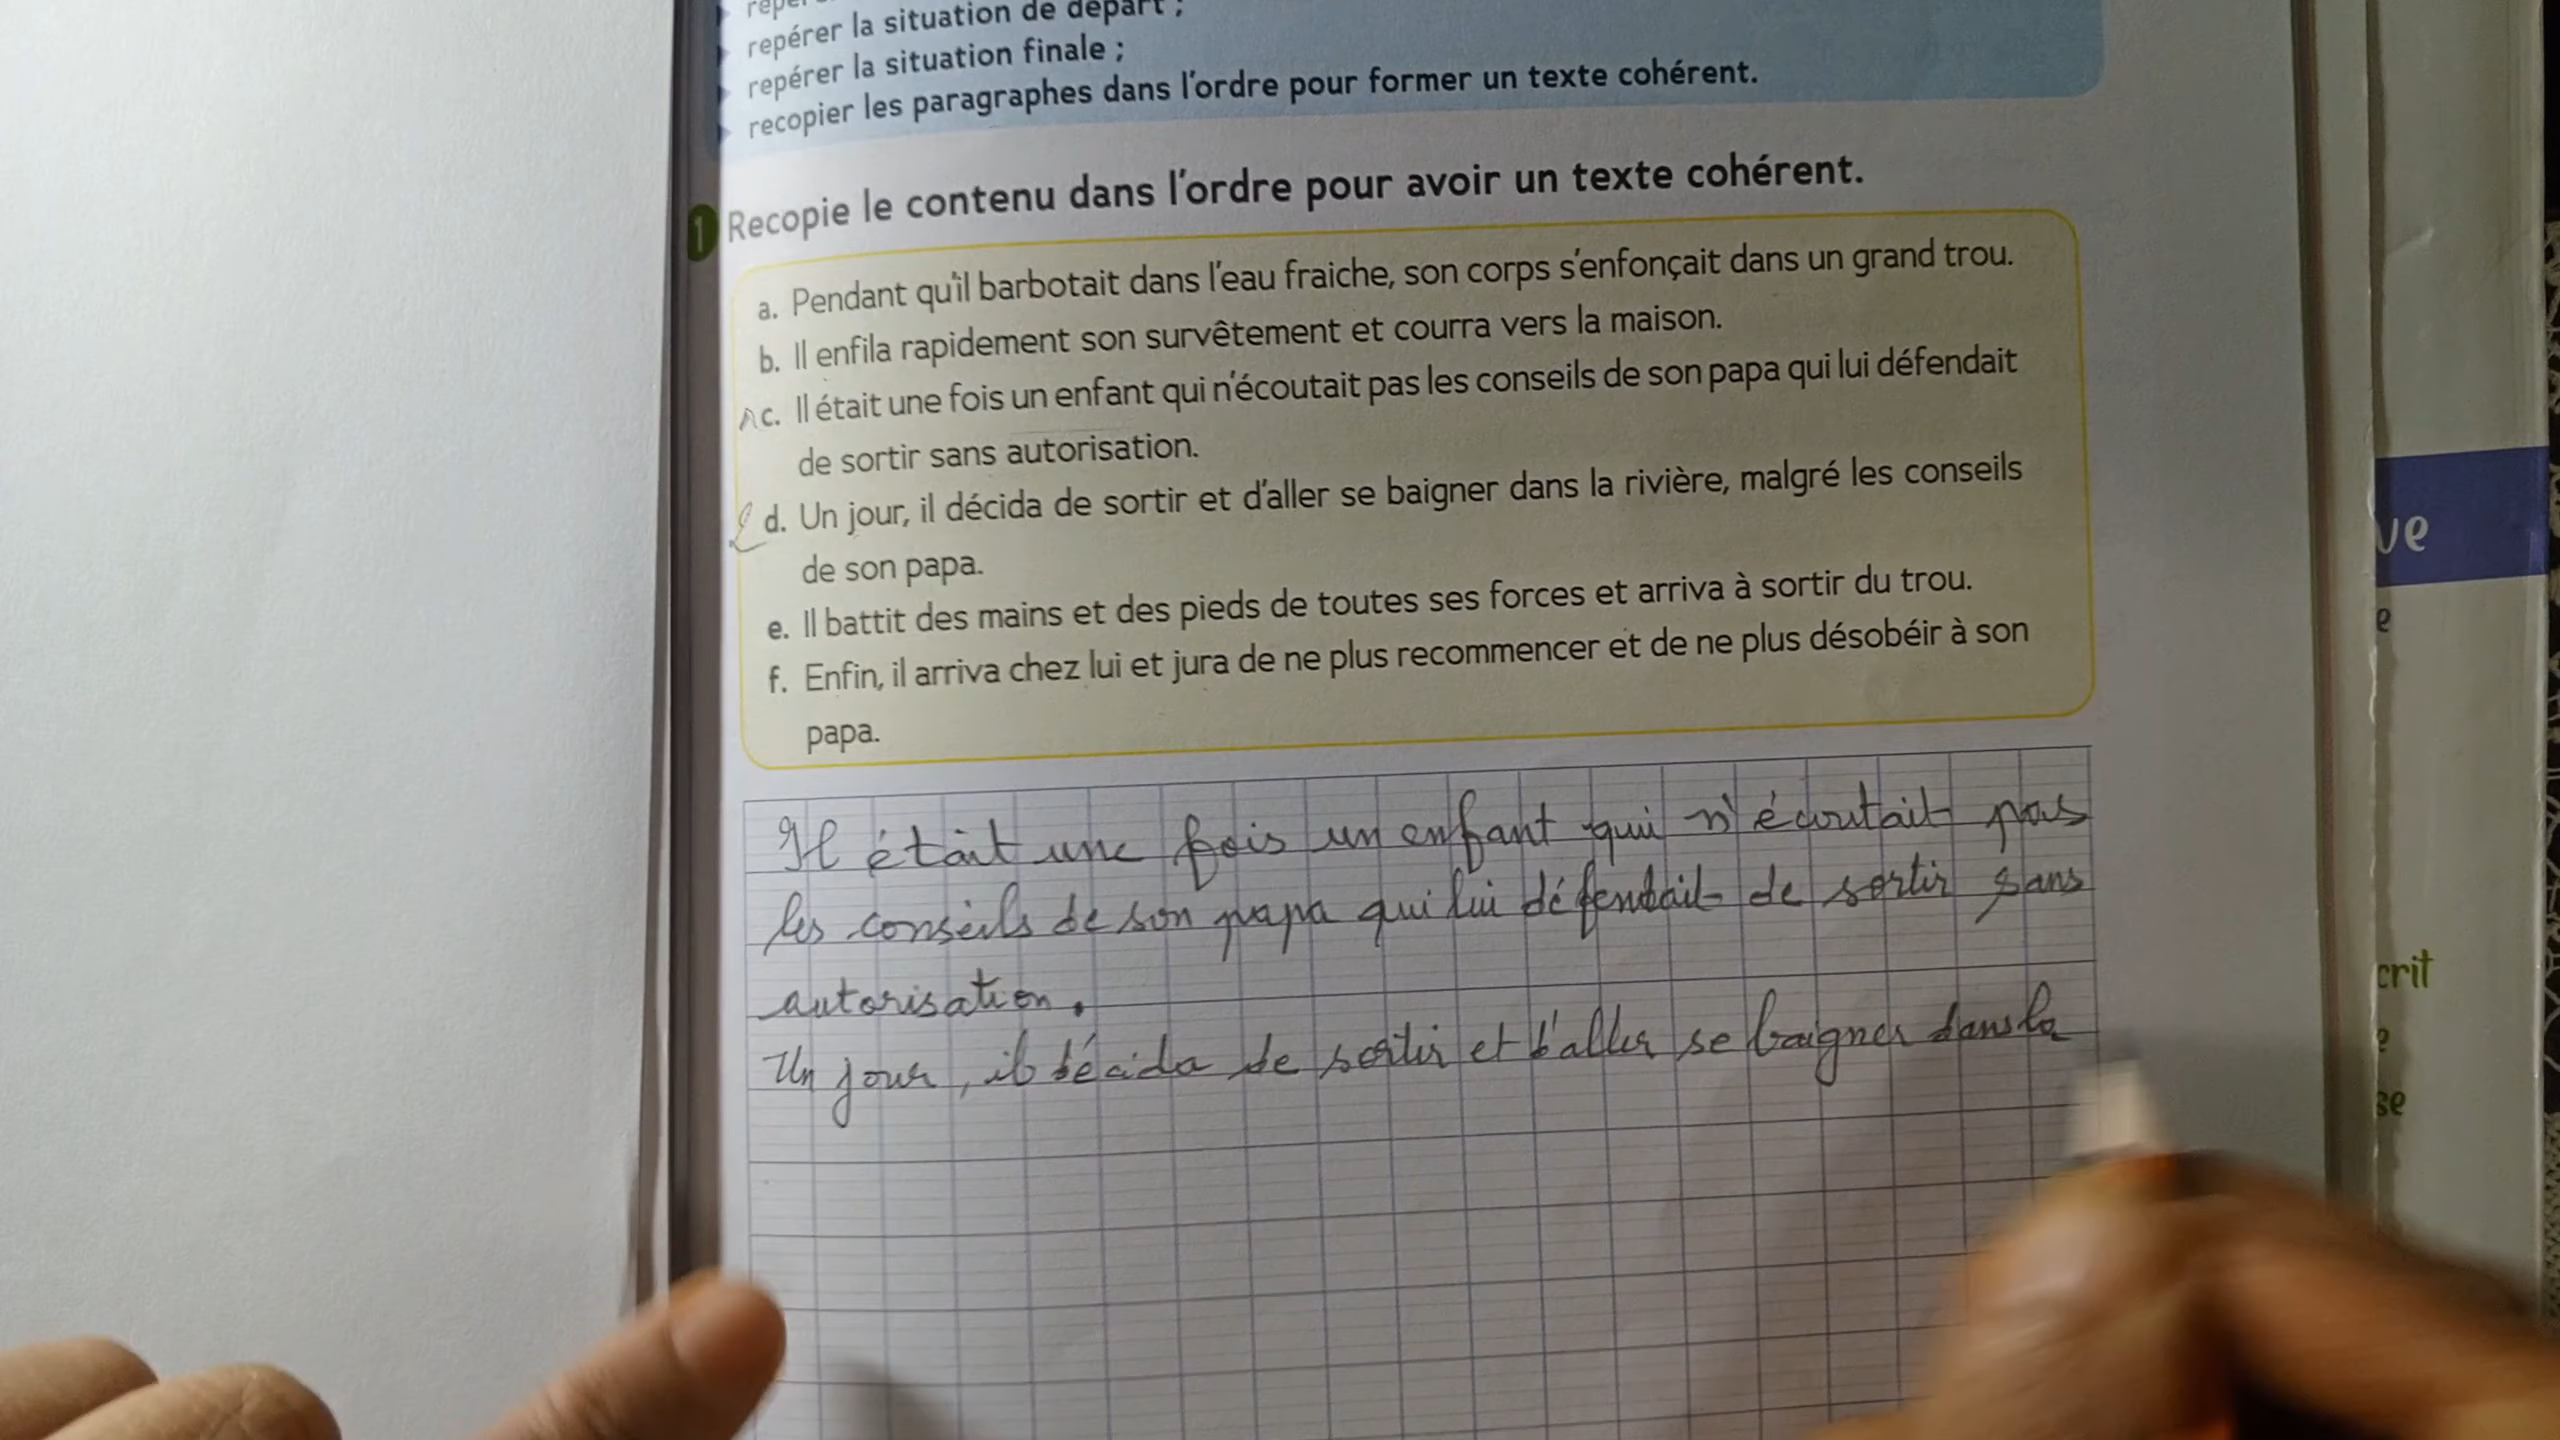 repérer la situation de départ ;
repérer la situation finale ;
recopier les paragraphes dans l'ordre pour former un texte cohérent.
1 Recopie le contenu dans l'ordre pour avoir un texte cohérent.
a. Pendant qu'il barbotait dans l'eau fraiche, son corps s'enfonçait dans un grand trou.
b. Il enfila rapidement son survêtement et courra vers la maison.
1 c. Il était une fois un enfant qui n'écoutait pas les conseils de son papa qui lui défendait
de sortir sans autorisation.
2 d. Un jour, il décida de sortir et d'aller se baigner dans la rivière, malgré les conseils
de son papa.
e. Il battit des mains et des pieds de toutes ses forces et arriva à sortir du trou.
f. Enfin, il arriva chez lui et jura de ne plus recommencer et de ne plus désobéir à son
papa.
Il était une fois un enfant qui n'écoutait pas
les conseils de son papa qui lui défendait de sortir sans
autorisation.
Un jour, il décida de sortir et d'aller se baigner dans la
ve
e
crit
e
se